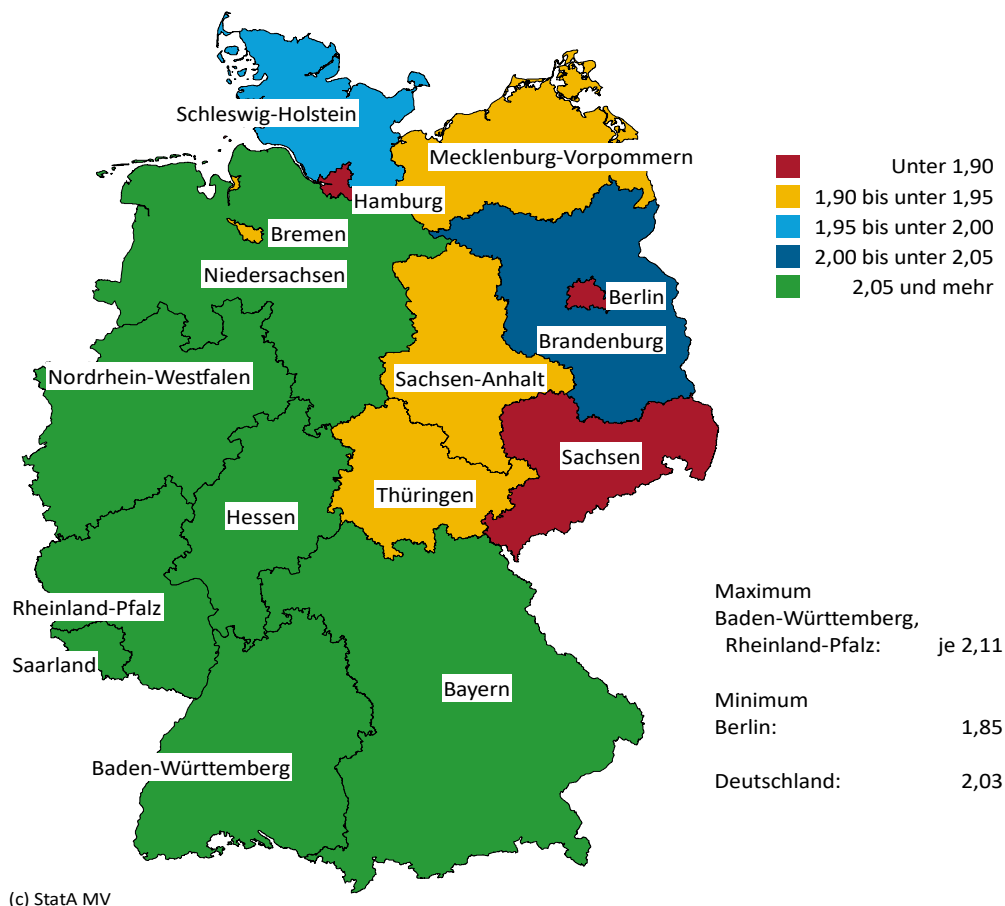 Schleswig-Holstein
Mecklenburg-Vorpommern
Hamburg
Bremen
Niedersachsen
Berlin
Brandenburg
Nordrhein-Westfalen
Sachsen-Anhalt
Sachsen
Thüringen
Hessen
Rheinland-Pfalz
Saarland
Bayern
Baden-Württemberg
Unter 1,90
1,90 bis unter 1,95
1,95 bis unter 2,00
2,00 bis unter 2,05
2,05 und mehr
Maximum
Baden-Württemberg,
Rheinland-Pfalz: je 2,11
Minimum
Berlin: 1,85
Deutschland: 2,03
(c) StatA MV